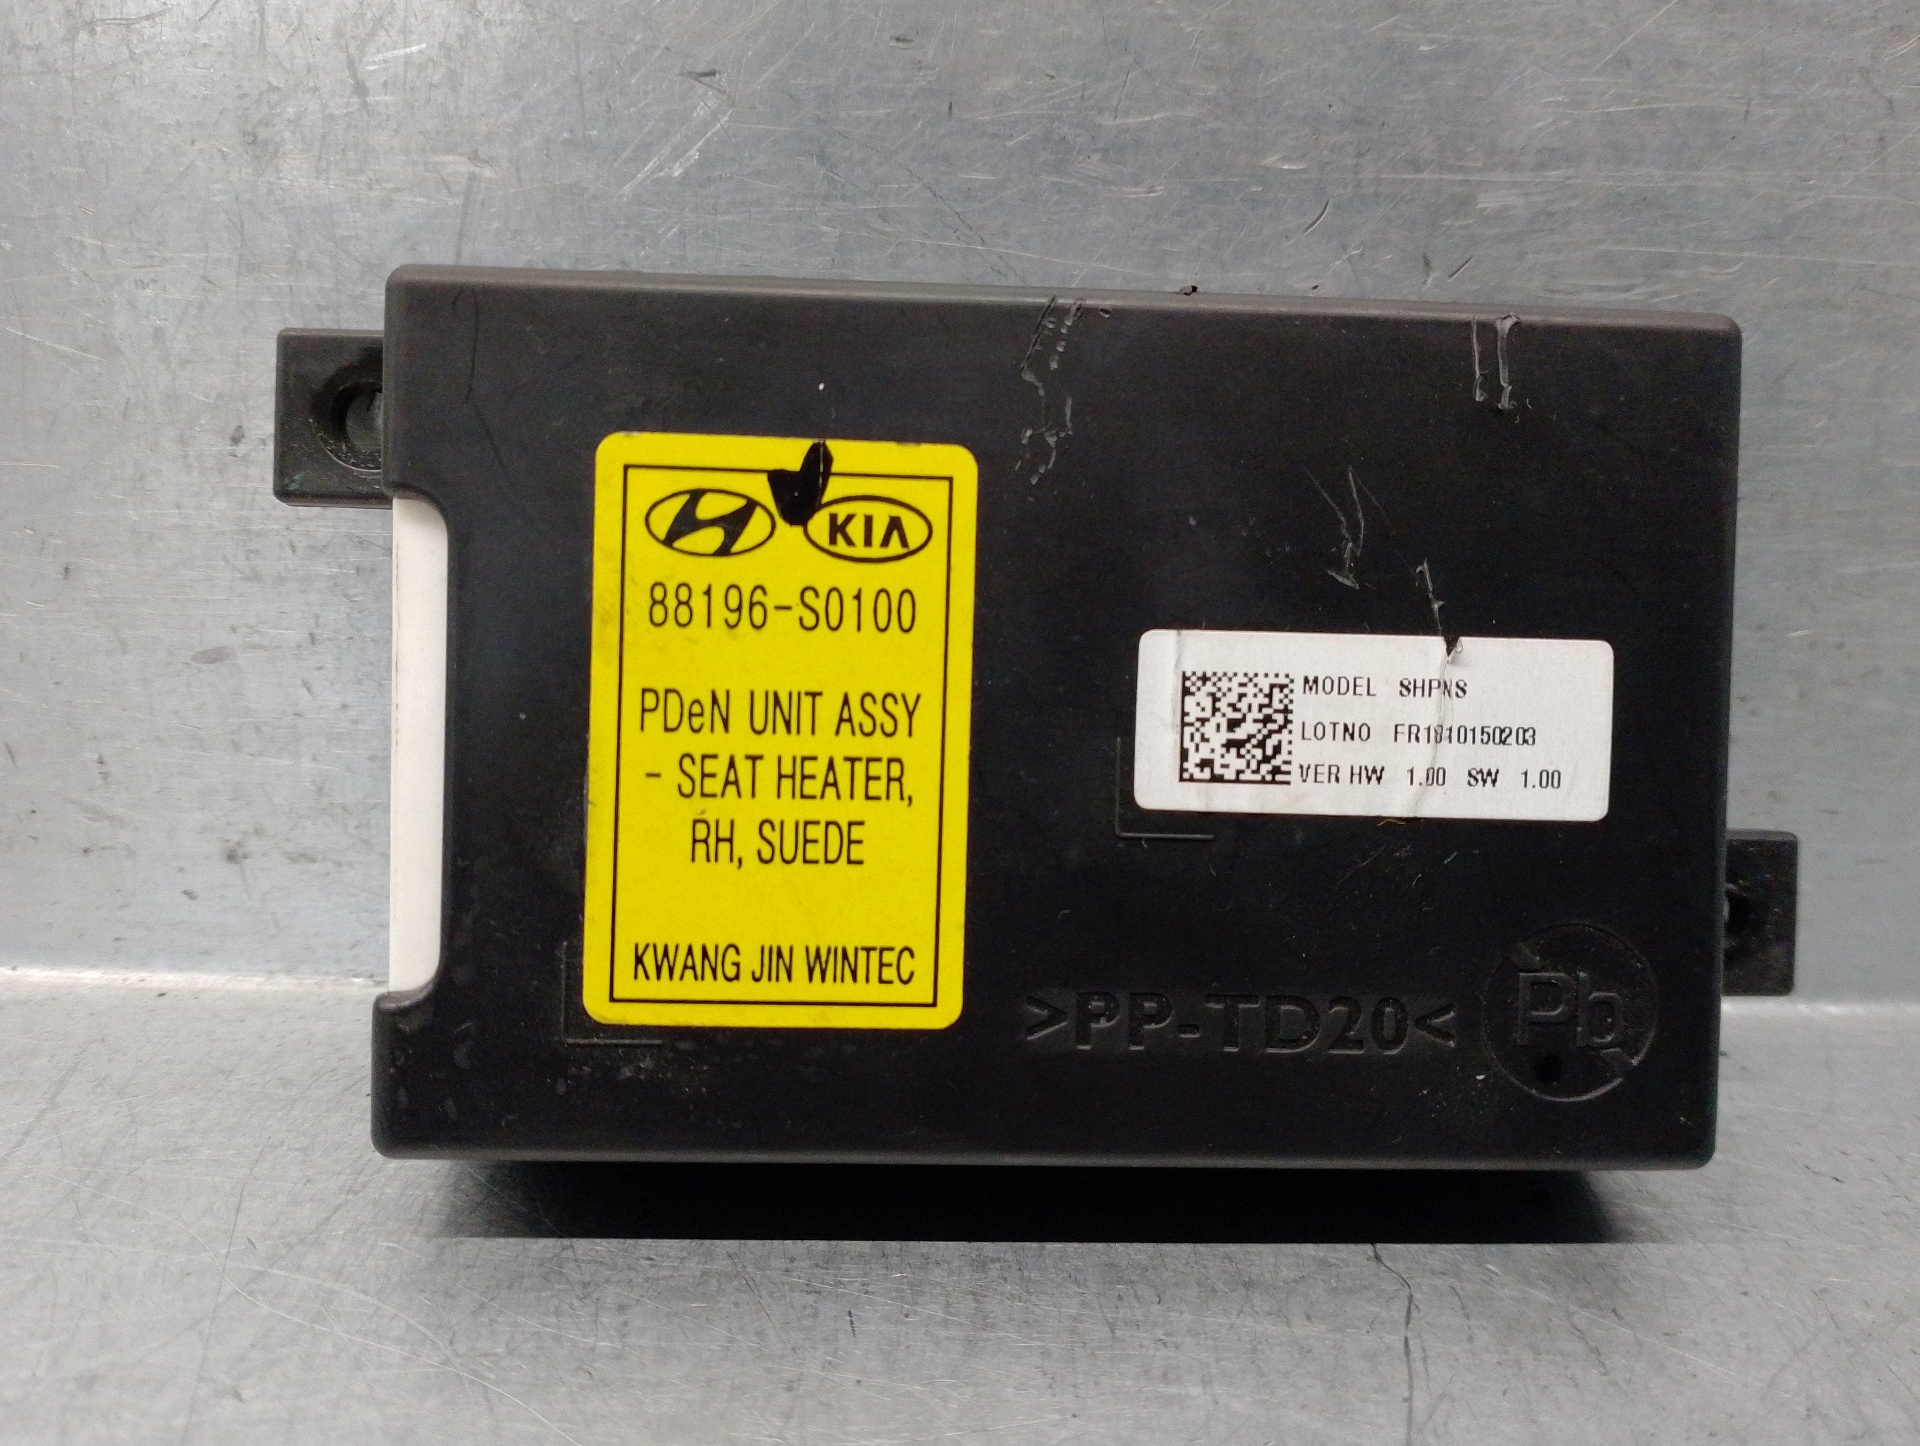 KIA
88196-S0100
PDeN UNIT ASSY
- SEAT HEATER,
RH, SUEDE
KWANG JIN WINTEC
MODEL SHPNS
LOTNO FR1810150203
VER HW 1.00 SW 1.00
>PP-TD20<
Pb